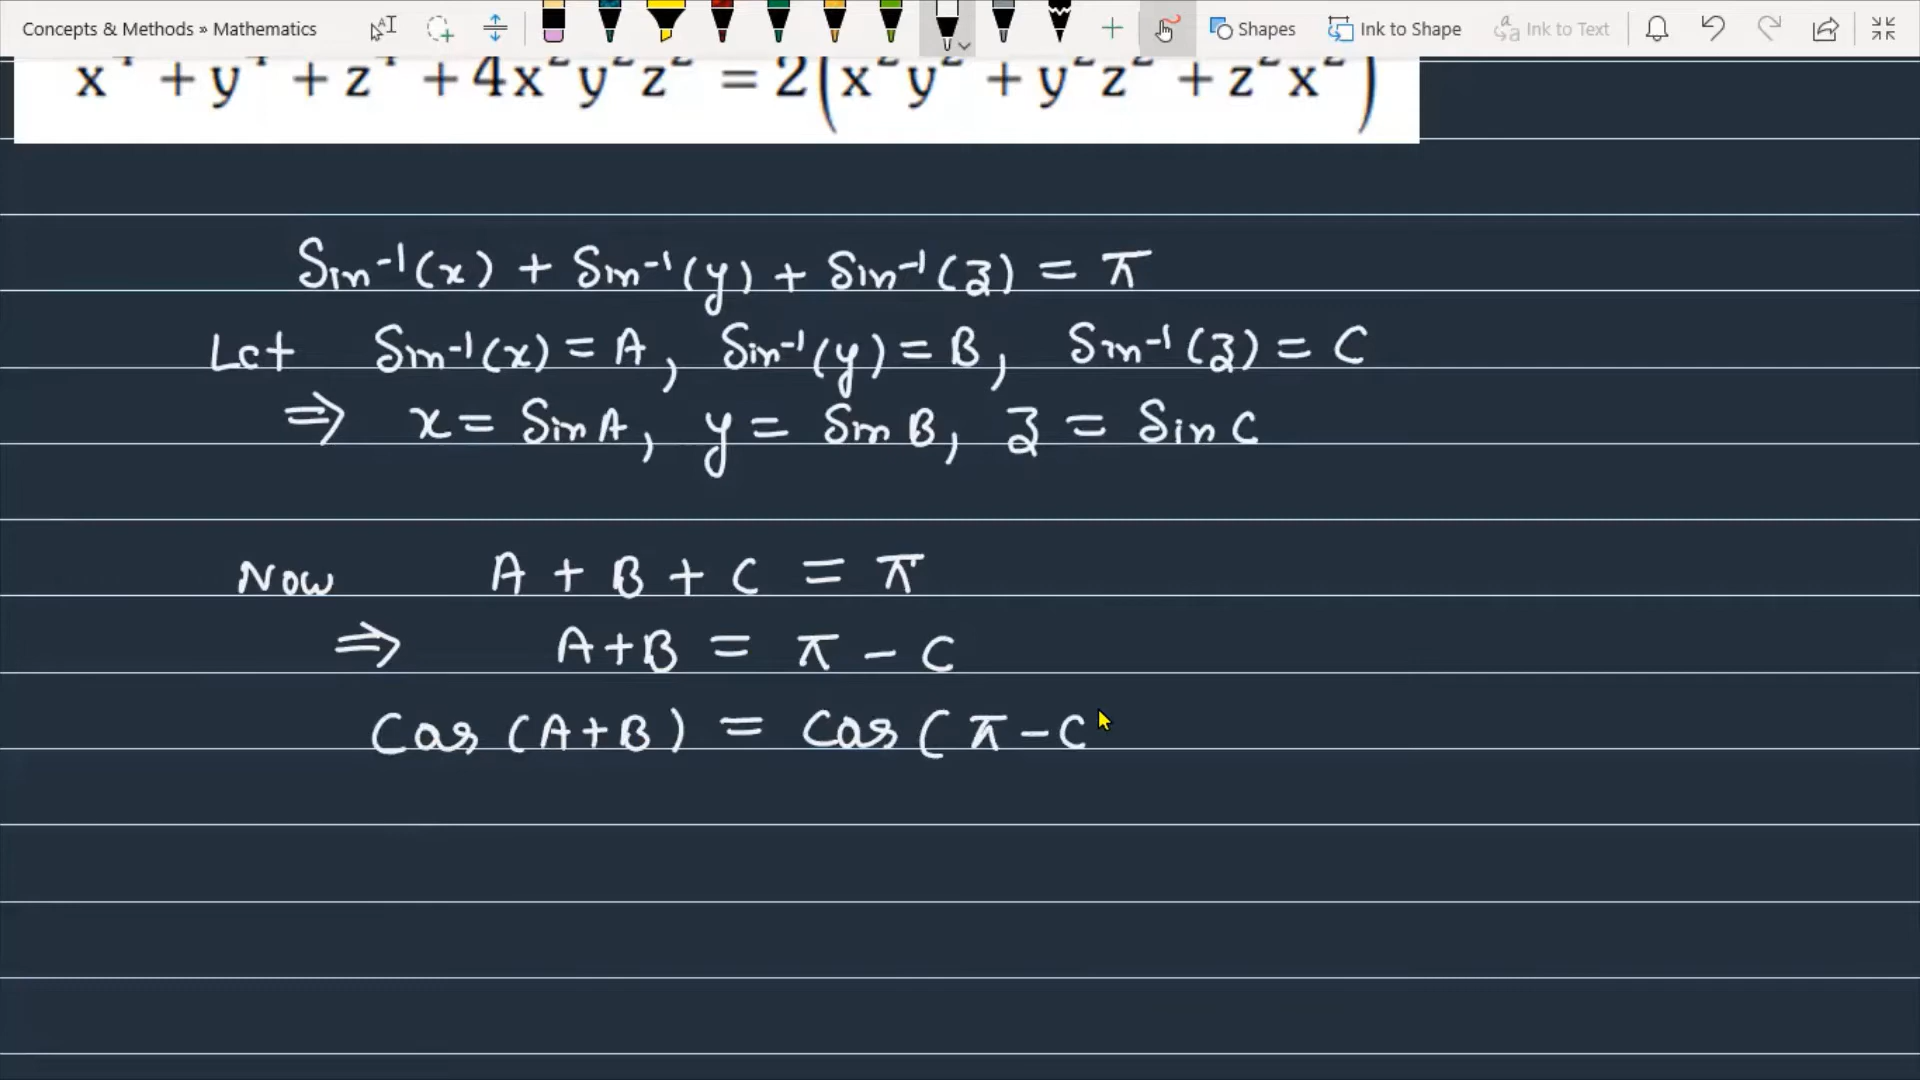 Concepts & Methods » Mathematics Shapes Ink to Shape Ink to Text
x⁴ + y⁴ + z⁴ + 4x²y²z² = 2(x²y² + y²z² + z²x²)
Sin⁻¹(x) + Sin⁻¹(y) + Sin⁻¹(z) = π
Let Sin⁻¹(x) = A, Sin⁻¹(y) = B, Sin⁻¹(z) = C
⇒ x = Sin A, y = Sin B, z = Sin C
Now A + B + C = π
⇒ A+B = π - C
Cos (A+B) = Cos (π - C